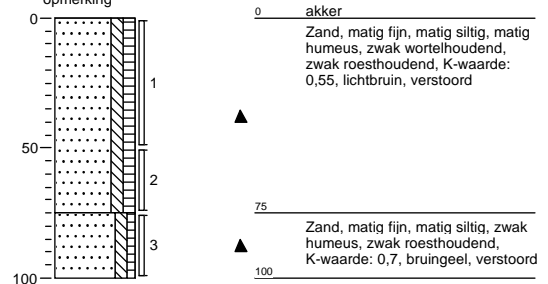 opmerking
0
50
100
1
2
3
0 akker
Zand, matig fijn, matig siltig, matig
humeus, zwak wortelhoudend,
zwak roesthoudend, K-waarde:
0,55, lichtbruin, verstoord
75
Zand, matig fijn, matig siltig, zwak
humeus, zwak roesthoudend,
K-waarde: 0,7, bruingeel, verstoord
100